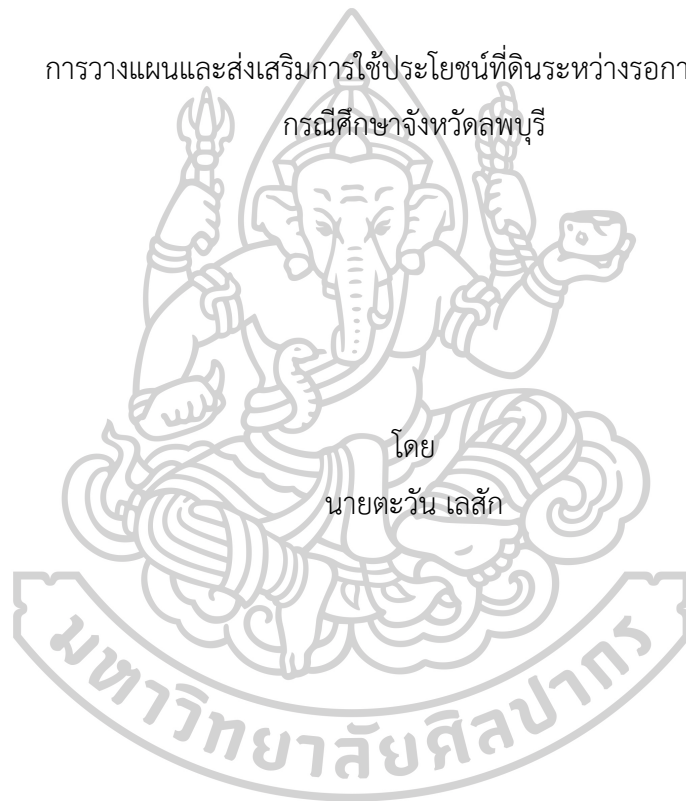 การวางแผนและส่งเสริมการใช้ประโยชน์ที่ดินระหว่างรอกา
กรณีศึกษาจังหวัดลพบุรี
โดย
นายตะวัน เลสัก
มหาวิทยาลัยศิลปากร